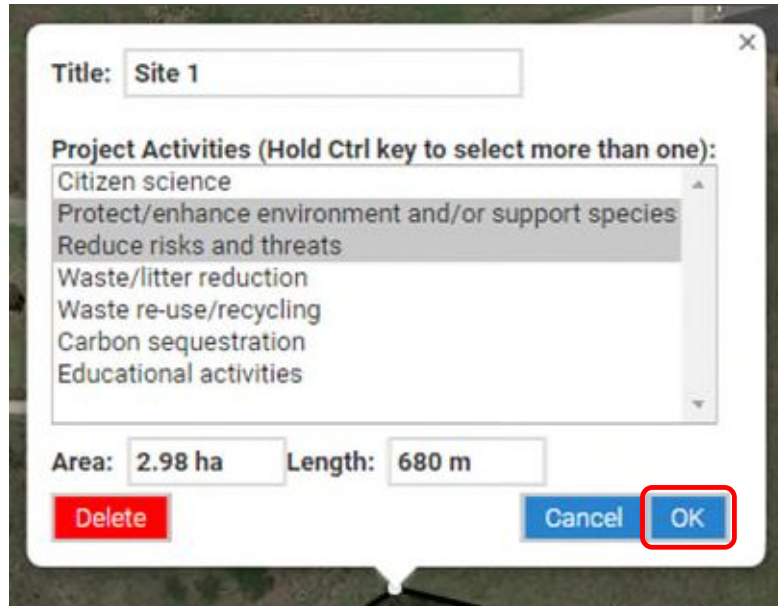 Title: Site 1
Project Activities (Hold Ctrl key to select more than one):
Citizen science
Protect/enhance environment and/or support species
Reduce risks and threats
Waste/litter reduction
Waste re-use/recycling
Carbon sequestration
Educational activities
Area: 2.98 ha Length: 680 m
Delete Cancel OK